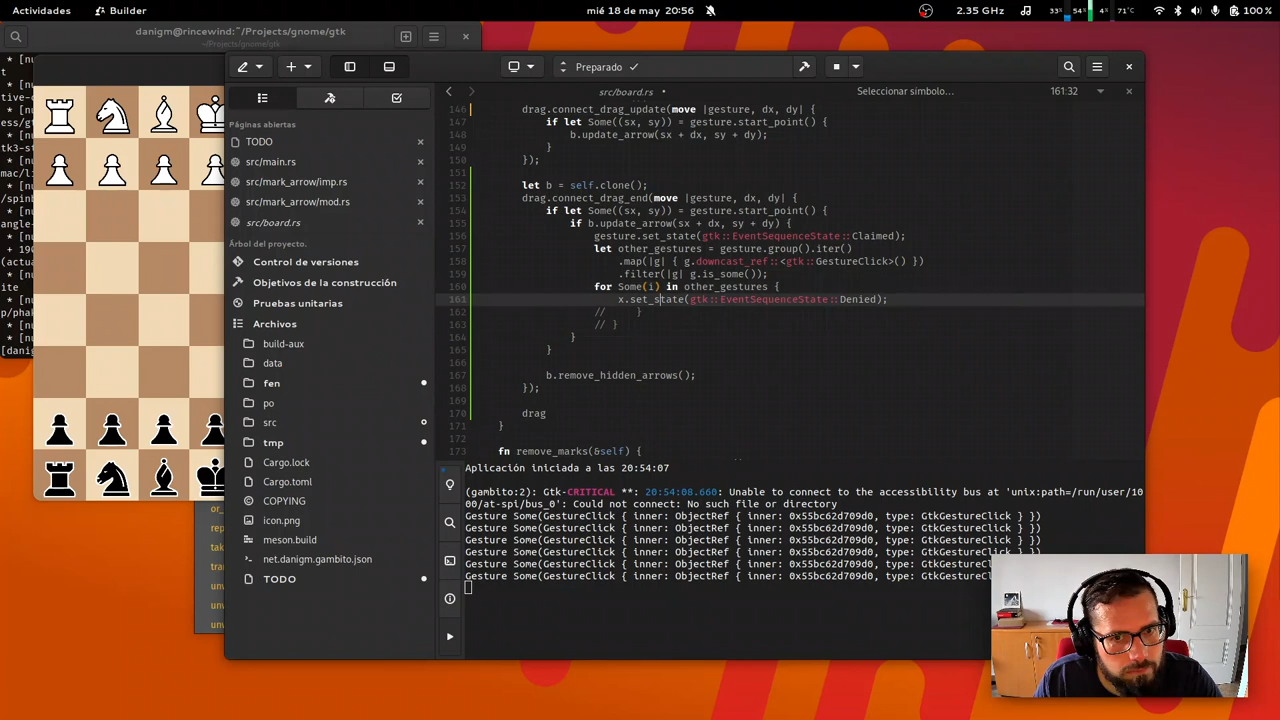 Actividades Builder mié 18 de may 20:56 2.35 GHz 33% 54% 4% 71°C 100 %
danigm@rincewind:~/Projects/gnome/gtk
~/Projects/gnome/gtk
Preparado
src/board.rs • Seleccionar símbolo... 161:32
Páginas abiertas
TODO
src/main.rs
src/mark_arrow/imp.rs
src/mark_arrow/mod.rs
src/board.rs
Árbol del proyecto.
Control de versiones
Objetivos de la construcción
Pruebas unitarias
Archivos
build-aux
data
fen
po
src
tmp
Cargo.lock
Cargo.toml
COPYING
icon.png
meson.build
net.danigm.gambito.json
TODO
146 drag.connect_drag_update(move |gesture, dx, dy| {
147 if let Some((sx, sy)) = gesture.start_point() {
148 b.update_arrow(sx + dx, sy + dy);
149 }
150 });
151
152 let b = self.clone();
153 drag.connect_drag_end(move |gesture, dx, dy| {
154 if let Some((sx, sy)) = gesture.start_point() {
155 if b.update_arrow(sx + dx, sy + dy) {
156 gesture.set_state(gtk::EventSequenceState::Claimed);
157 let other_gestures = gesture.group().iter()
158 .map(|g| { g.downcast_ref::<gtk::GestureClick>() })
159 .filter(|g| g.is_some());
160 for Some(i) in other_gestures {
161 x.set_state(gtk::EventSequenceState::Denied);
162 // }
163 // }
164 }
165 }
166
167 b.remove_hidden_arrows();
168 });
169
170 drag
171 }
172
173 fn remove_marks(&self) {
Aplicación iniciada a las 20:54:07
(gambito:2): Gtk-CRITICAL **: 20:54:08.660: Unable to connect to the accessibility bus at 'unix:path=/run/user/10
00/at-spi/bus_0': Could not connect: No such file or directory
Gesture Some(GestureClick { inner: ObjectRef { inner: 0x55bc62d709d0, type: GtkGestureClick } })
Gesture Some(GestureClick { inner: ObjectRef { inner: 0x55bc62d709d0, type: GtkGestureClick } })
Gesture Some(GestureClick { inner: ObjectRef { inner: 0x55bc62d709d0, type: GtkGestureClick } })
Gesture Some(GestureClick { inner: ObjectRef { inner: 0x55bc62d709d0, type: GtkGestureClick } })
Gesture Some(GestureClick { inner: ObjectRef { inner: 0x55bc62d709d0, type: GtkGestureCl
Gesture Some(GestureClick { inner: ObjectRef { inner: 0x55bc62d709d0, type: GtkGestureCl